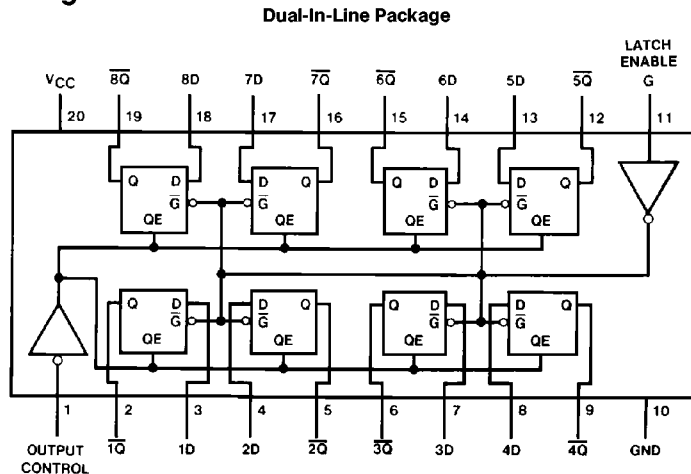 Dual-In-Line Package
LATCH
ENABLE
VCC 8Q̅ 8D 7D 7Q̅ 6Q̅ 6D 5D 5Q̅ G
20 19 18 17 16 15 14 13 12 11
Q D D Q Q D D Q
G̅ G̅ G̅ G̅
QE QE QE QE
Q D D Q Q D D Q
G̅ G̅ G̅ G̅
QE QE QE QE
1 2 3 4 5 6 7 8 9 10
OUTPUT 1Q̅ 1D 2D 2Q̅ 3Q̅ 3D 4D 4Q̅ GND
CONTROL